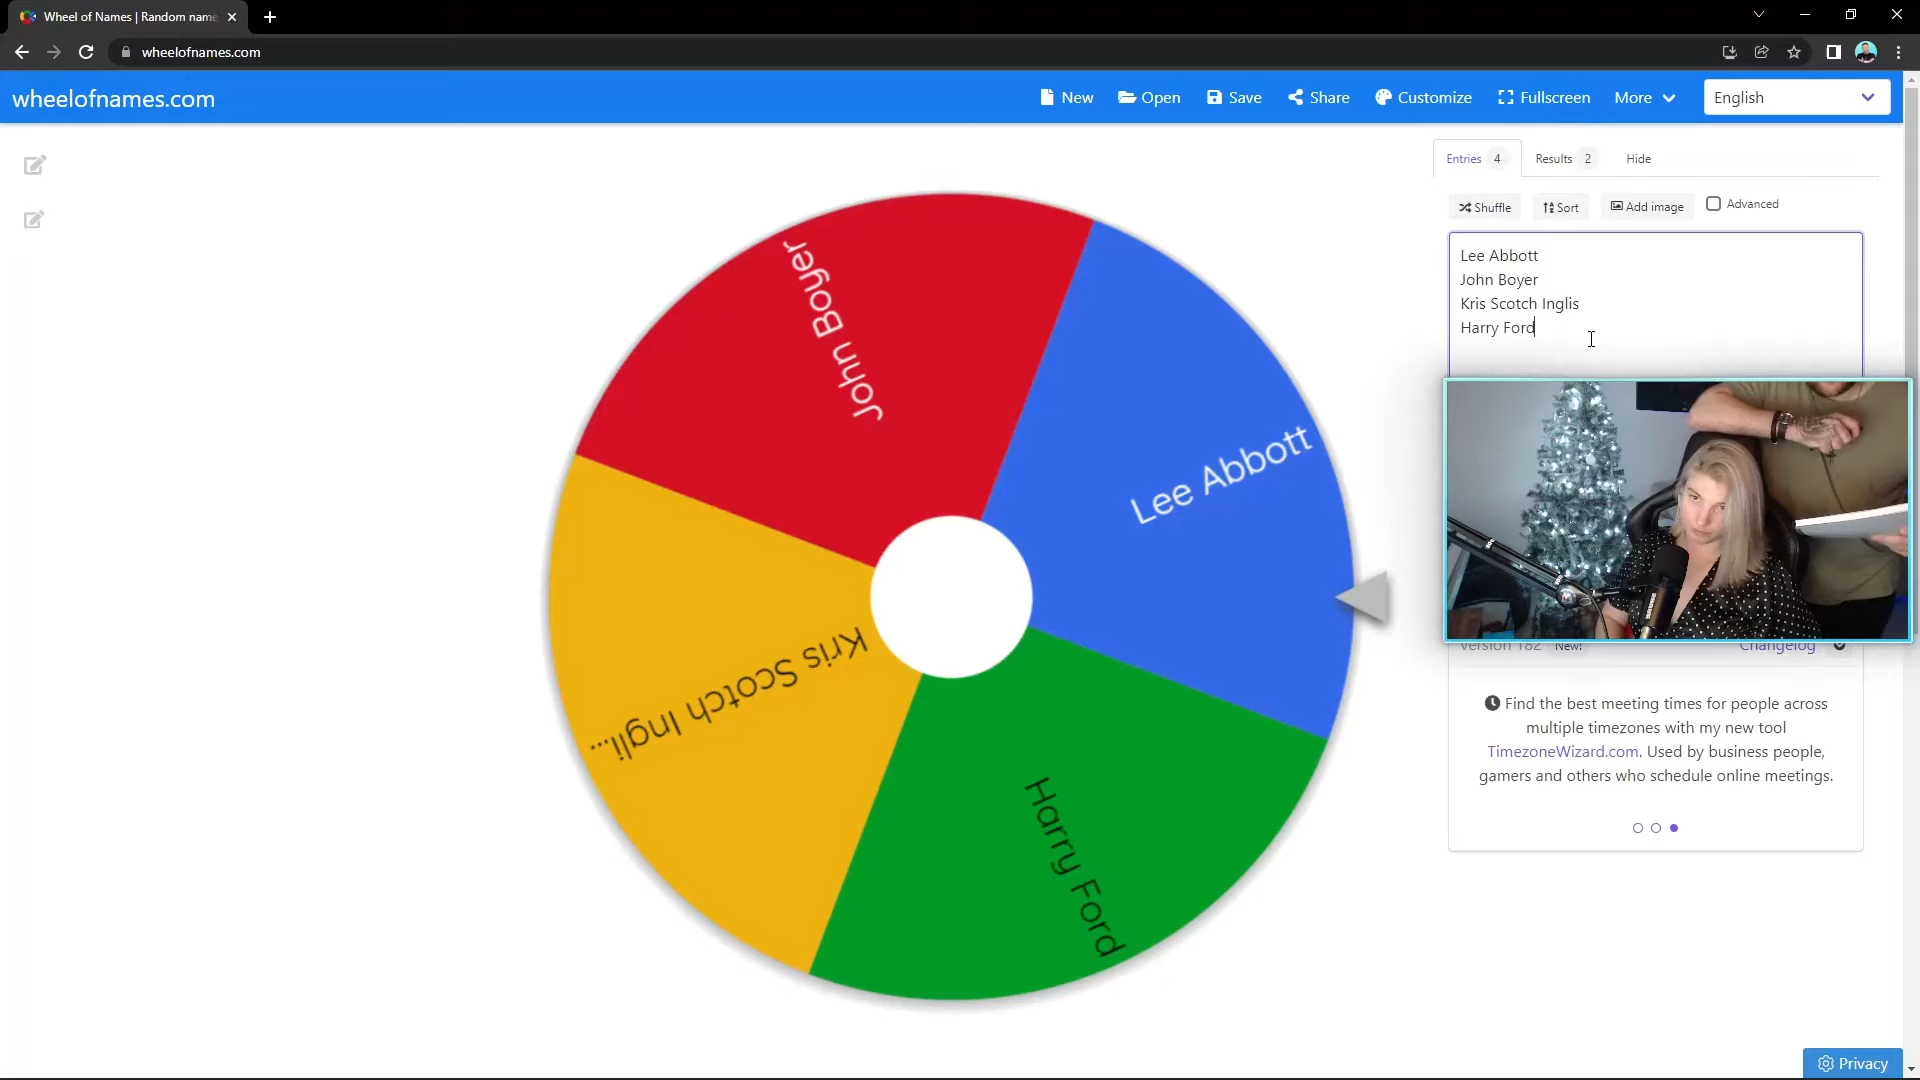 Wheel of Names | Random name
wheelofnames.com
wheelofnames.com
New
Open
Save
Share
Customize
Fullscreen
More
English
Entries 4
Results 2
Hide
Shuffle
Sort
Add image
Advanced
Lee Abbott
John Boyer
Kris Scotch Inglis
Harry Ford
John Boyer
Lee Abbott
Kris Scotch Ingli...
Harry Ford
Version 182 New!
Changelog
Find the best meeting times for people across
multiple timezones with my new tool
TimezoneWizard.com. Used by business people,
gamers and others who schedule online meetings.
Privacy